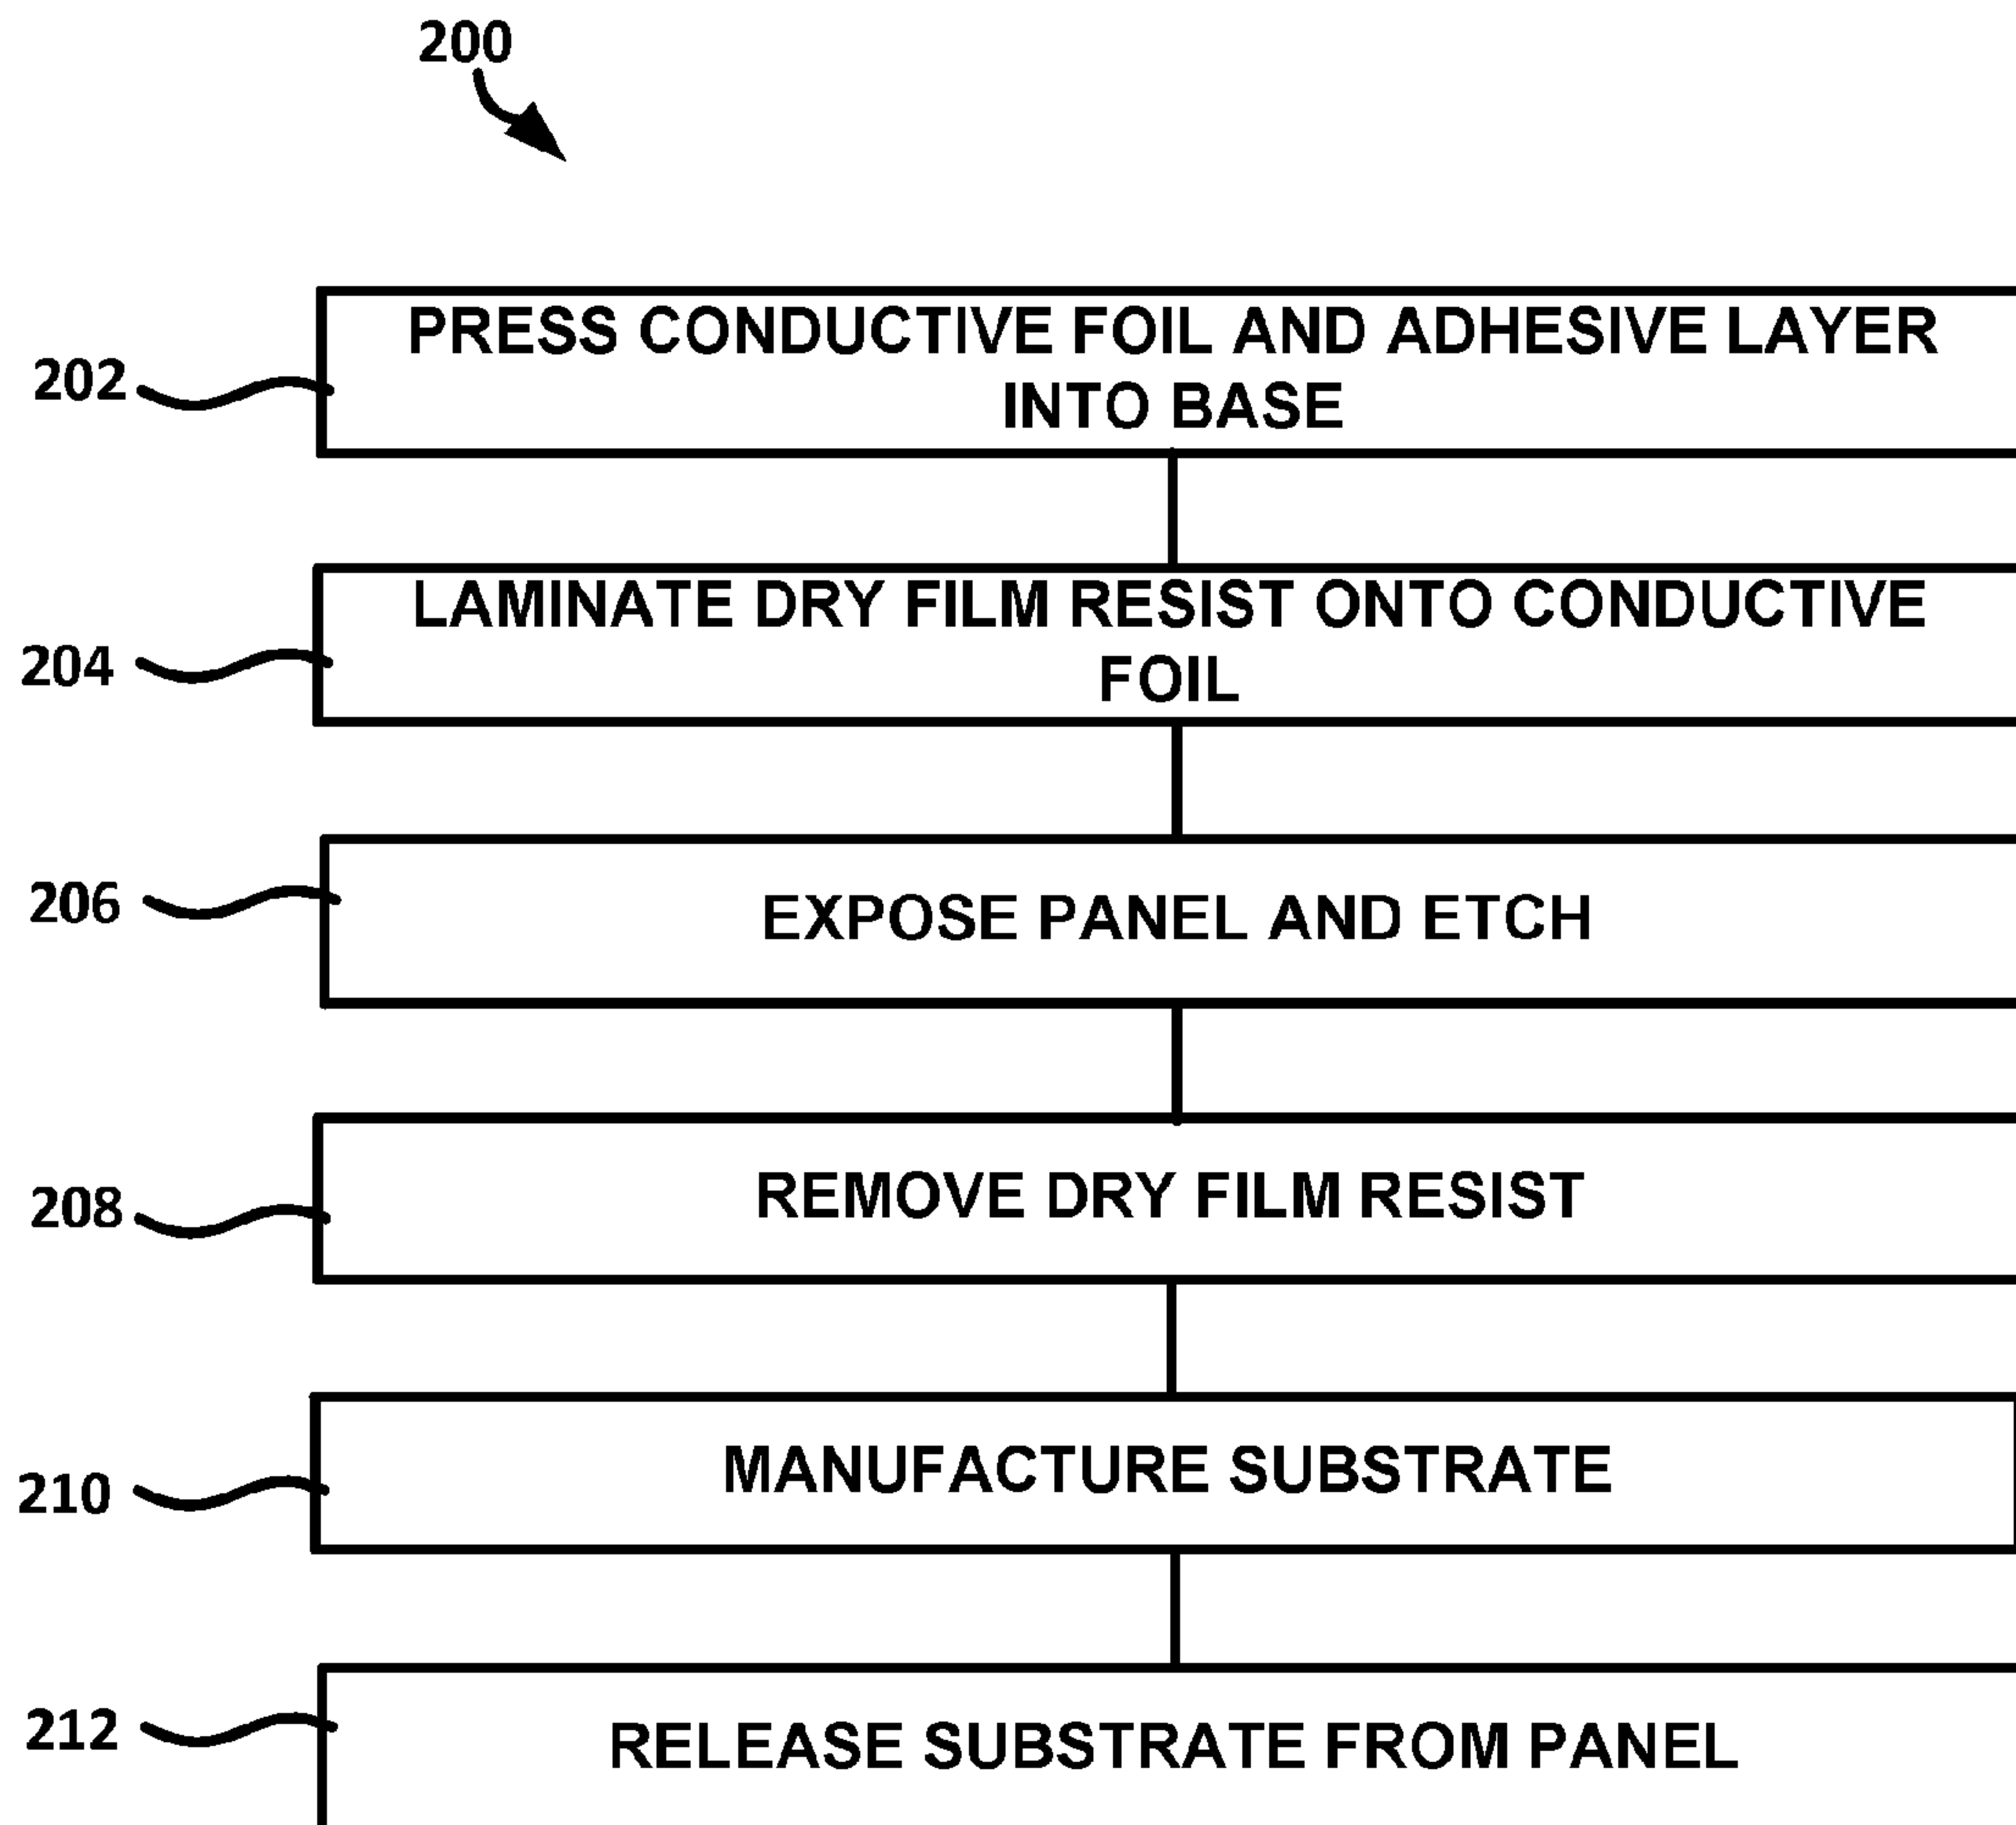 200
202
PRESS CONDUCTIVE FOIL AND ADHESIVE LAYER
INTO BASE
204
LAMINATE DRY FILM RESIST ONTO CONDUCTIVE
FOIL
206
EXPOSE PANEL AND ETCH
208
REMOVE DRY FILM RESIST
210
MANUFACTURE SUBSTRATE
212
RELEASE SUBSTRATE FROM PANEL